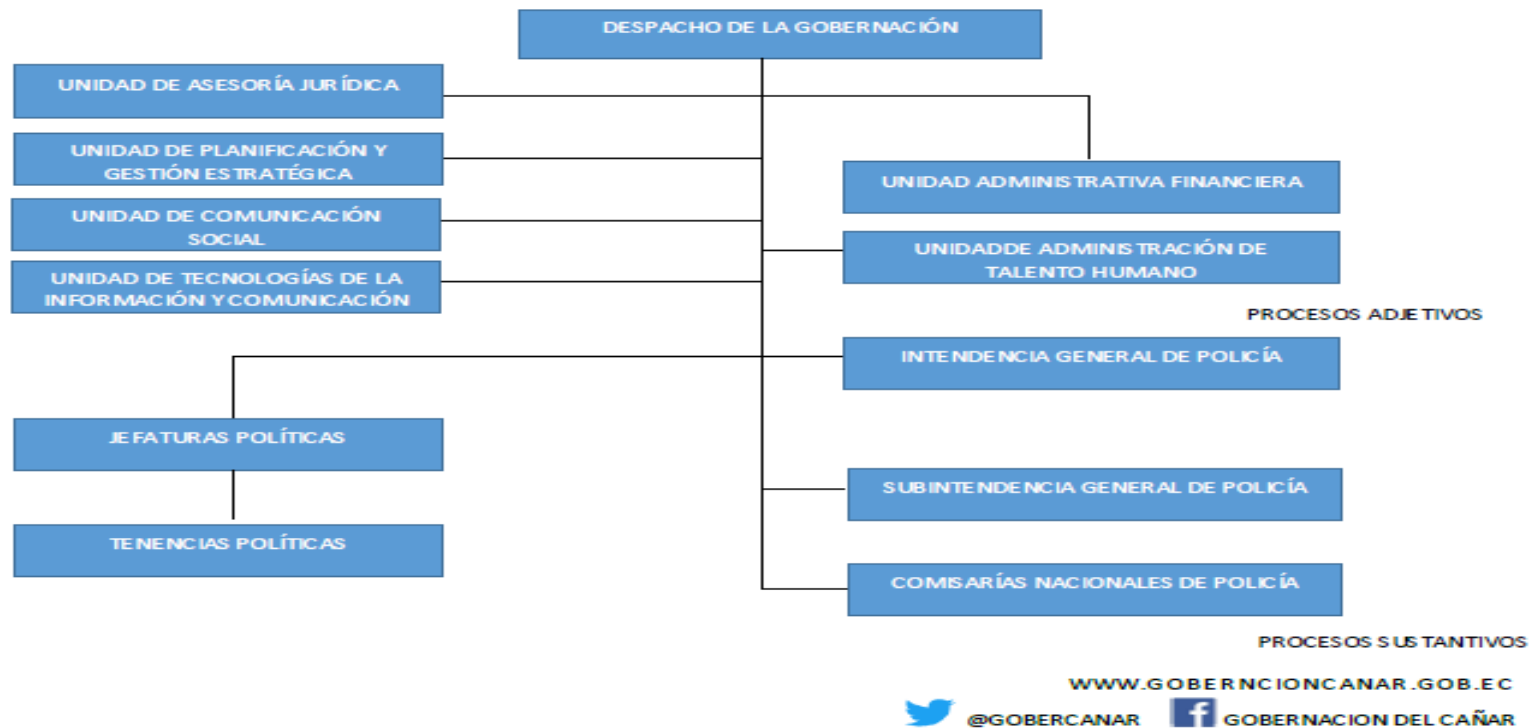 DESPACHO DE LA GOBERNACIÓN
UNIDAD DE ASESORÍA JURÍDICA
UNIDAD DE PLANIFICACIÓN Y
GESTIÓN ESTRATÉGICA
UNIDAD DE COMUNICACIÓN
SOCIAL
UNIDAD DE TECNOLOGÍAS DE LA
INFORMACIÓN Y COMUNICACIÓN
UNIDAD ADMINISTRATIVA FINANCIERA
UNIDADDE ADMINISTRACIÓN DE
TALENTO HUMANO
PROCESOS ADJETIVOS
INTENDENCIA GENERAL DE POLICÍA
JEFATURAS POLÍTICAS
TENENCIAS POLÍTICAS
SUBINTENDENCIA GENERAL DE POLICÍA
COMISARÍAS NACIONALES DE POLICÍA
PROCESOS SUSTANTIVOS
WWW.GOBERNCIONCANAR.GOB.EC
@GOBERCANAR
GOBERNACION DEL CAÑAR